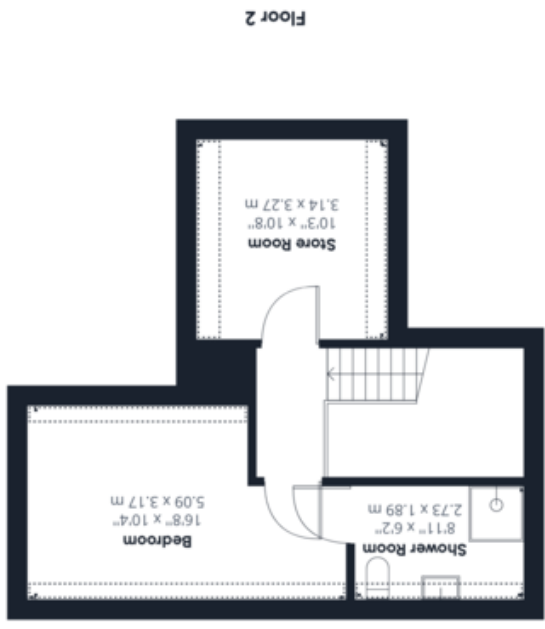 Shower Room
8'11" x 6'2"
2.73 x 1.89 m
Bedroom
16'8" x 10'4"
5.09 x 3.17 m
Store Room
10'3" x 10'8"
3.14 x 3.27 m
Floor 2